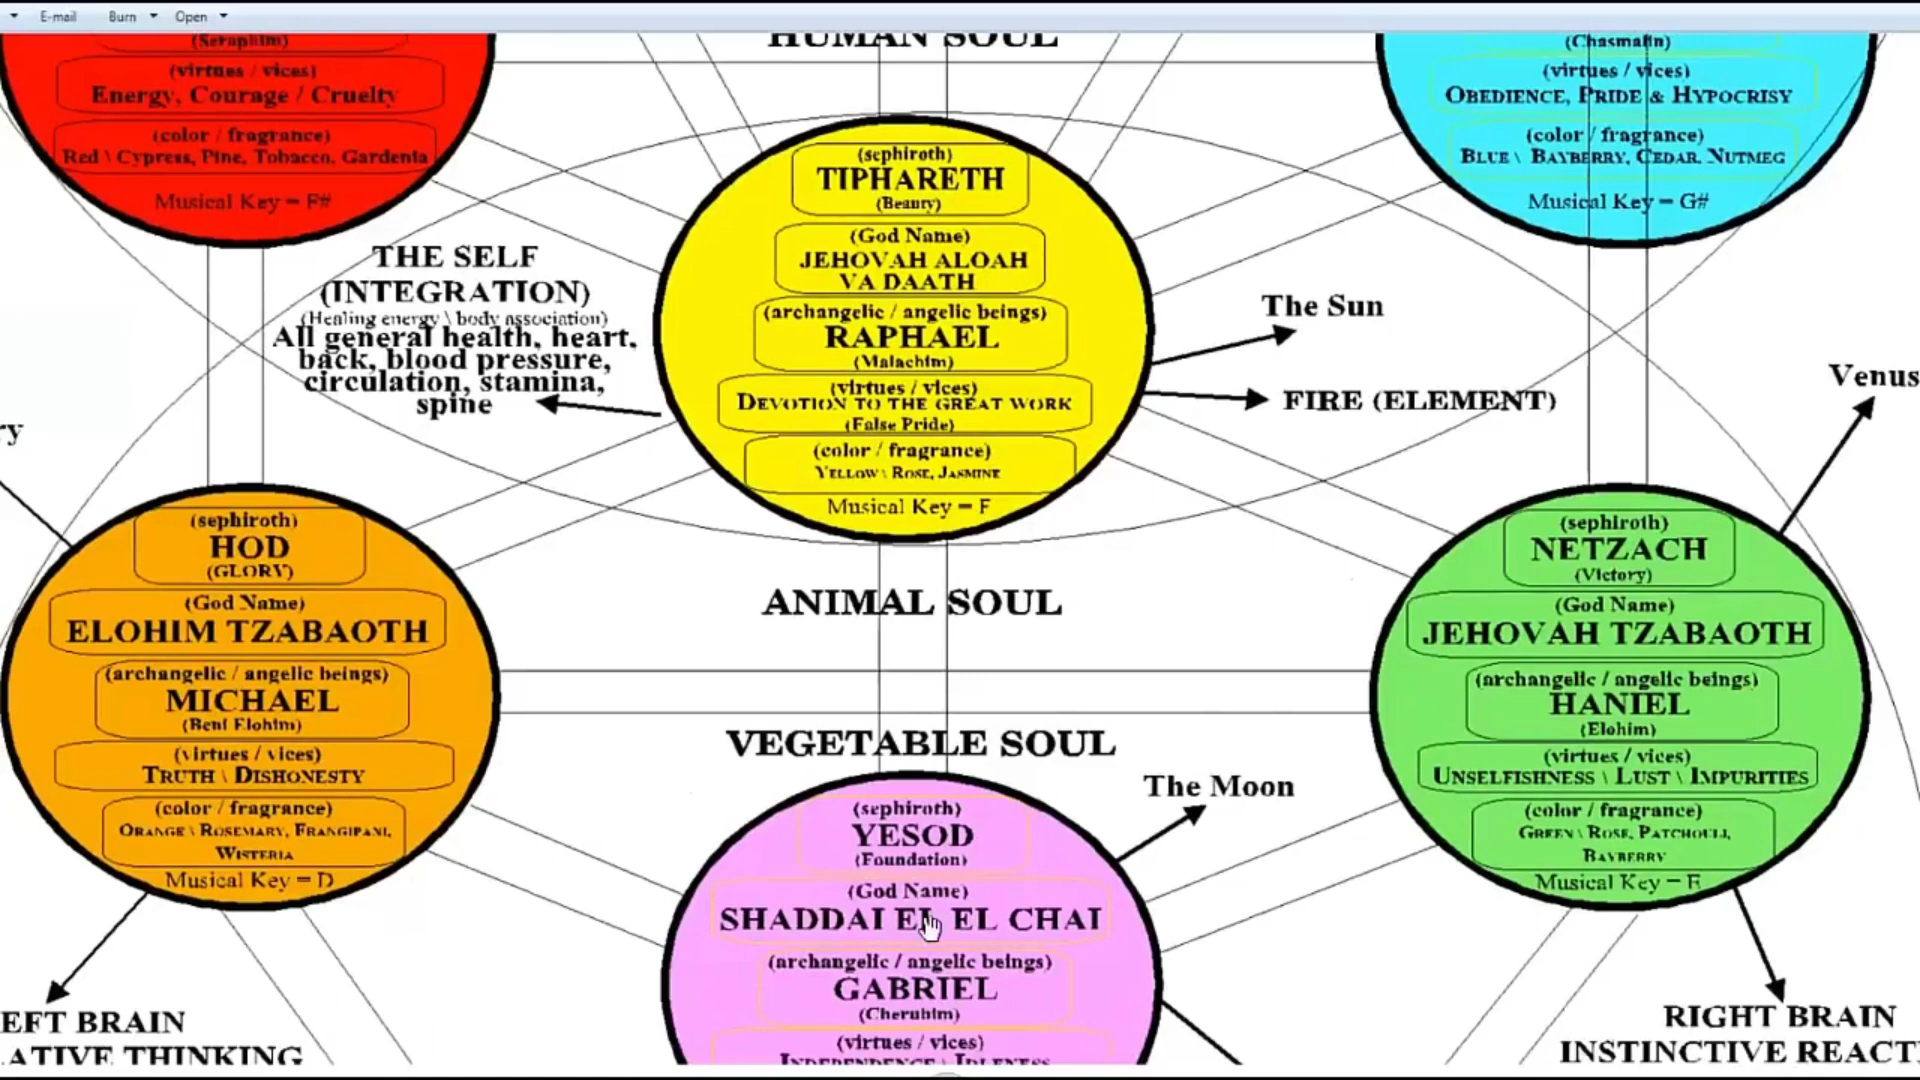 E-mail Burn Open
(Seraphim)
(virtues / vices)
Energy, Courage / Cruelty
(color / fragrance)
Red \ Cypress, Pine, Tobacco, Gardenia
Musical Key = F#
HUMAN SOUL
(Chasmalin)
(virtues / vices)
OBEDIENCE, PRIDE & HYPOCRISY
(color / fragrance)
BLUE \ BAYBERRY, CEDAR, NUTMEG
Musical Key = G#
(sephiroth)
TIPHARETH
(Beauty)
(God Name)
JEHOVAH ALOAH
VA DAATH
(archangelic / angelic beings)
RAPHAEL
(Malachim)
(virtues / vices)
DEVOTION TO THE GREAT WORK
(False Pride)
(color / fragrance)
YELLOW \ ROSE, JASMINE
Musical Key = F
THE SELF
(INTEGRATION)
(Healing energy \ body association)
All general health, heart,
back, blood pressure,
circulation, stamina,
spine
The Sun
FIRE (ELEMENT)
Venus
ry
(sephiroth)
HOD
(GLORY)
(God Name)
ELOHIM TZABAOTH
(archangelic / angelic beings)
MICHAEL
(Beni Elohim)
(virtues / vices)
TRUTH \ DISHONESTY
(color / fragrance)
ORANGE \ ROSEMARY, FRANGIPANI,
WISTERIA
Musical Key = D
ANIMAL SOUL
VEGETABLE SOUL
The Moon
(sephiroth)
NETZACH
(Victory)
(God Name)
JEHOVAH TZABAOTH
(archangelic / angelic beings)
HANIEL
(Elohim)
(virtues / vices)
UNSELFISHNESS \ LUST \ IMPURITIES
(color / fragrance)
GREEN \ ROSE, PATCHOULI,
BAYBERRY
Musical Key = E
(sephiroth)
YESOD
(Foundation)
(God Name)
SHADDAI EL EL CHAI
(archangelic / angelic beings)
GABRIEL
(Cherubim)
(virtues / vices)
INDEPENDENCE \ IDLENESS
EFT BRAIN
ATIVE THINKING
RIGHT BRAIN
INSTINCTIVE REACT